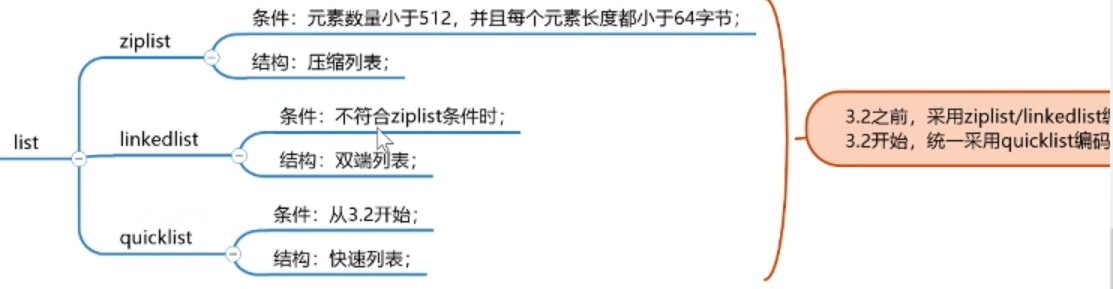 list
ziplist
条件：元素数量小于512，并且每个元素长度都小于64字节；
结构：压缩列表；
linkedlist
条件：不符合ziplist条件时；
结构：双端列表；
quicklist
条件：从3.2开始；
结构：快速列表；
3.2之前，采用ziplist/linkedlist
3.2开始，统一采用quicklist编码